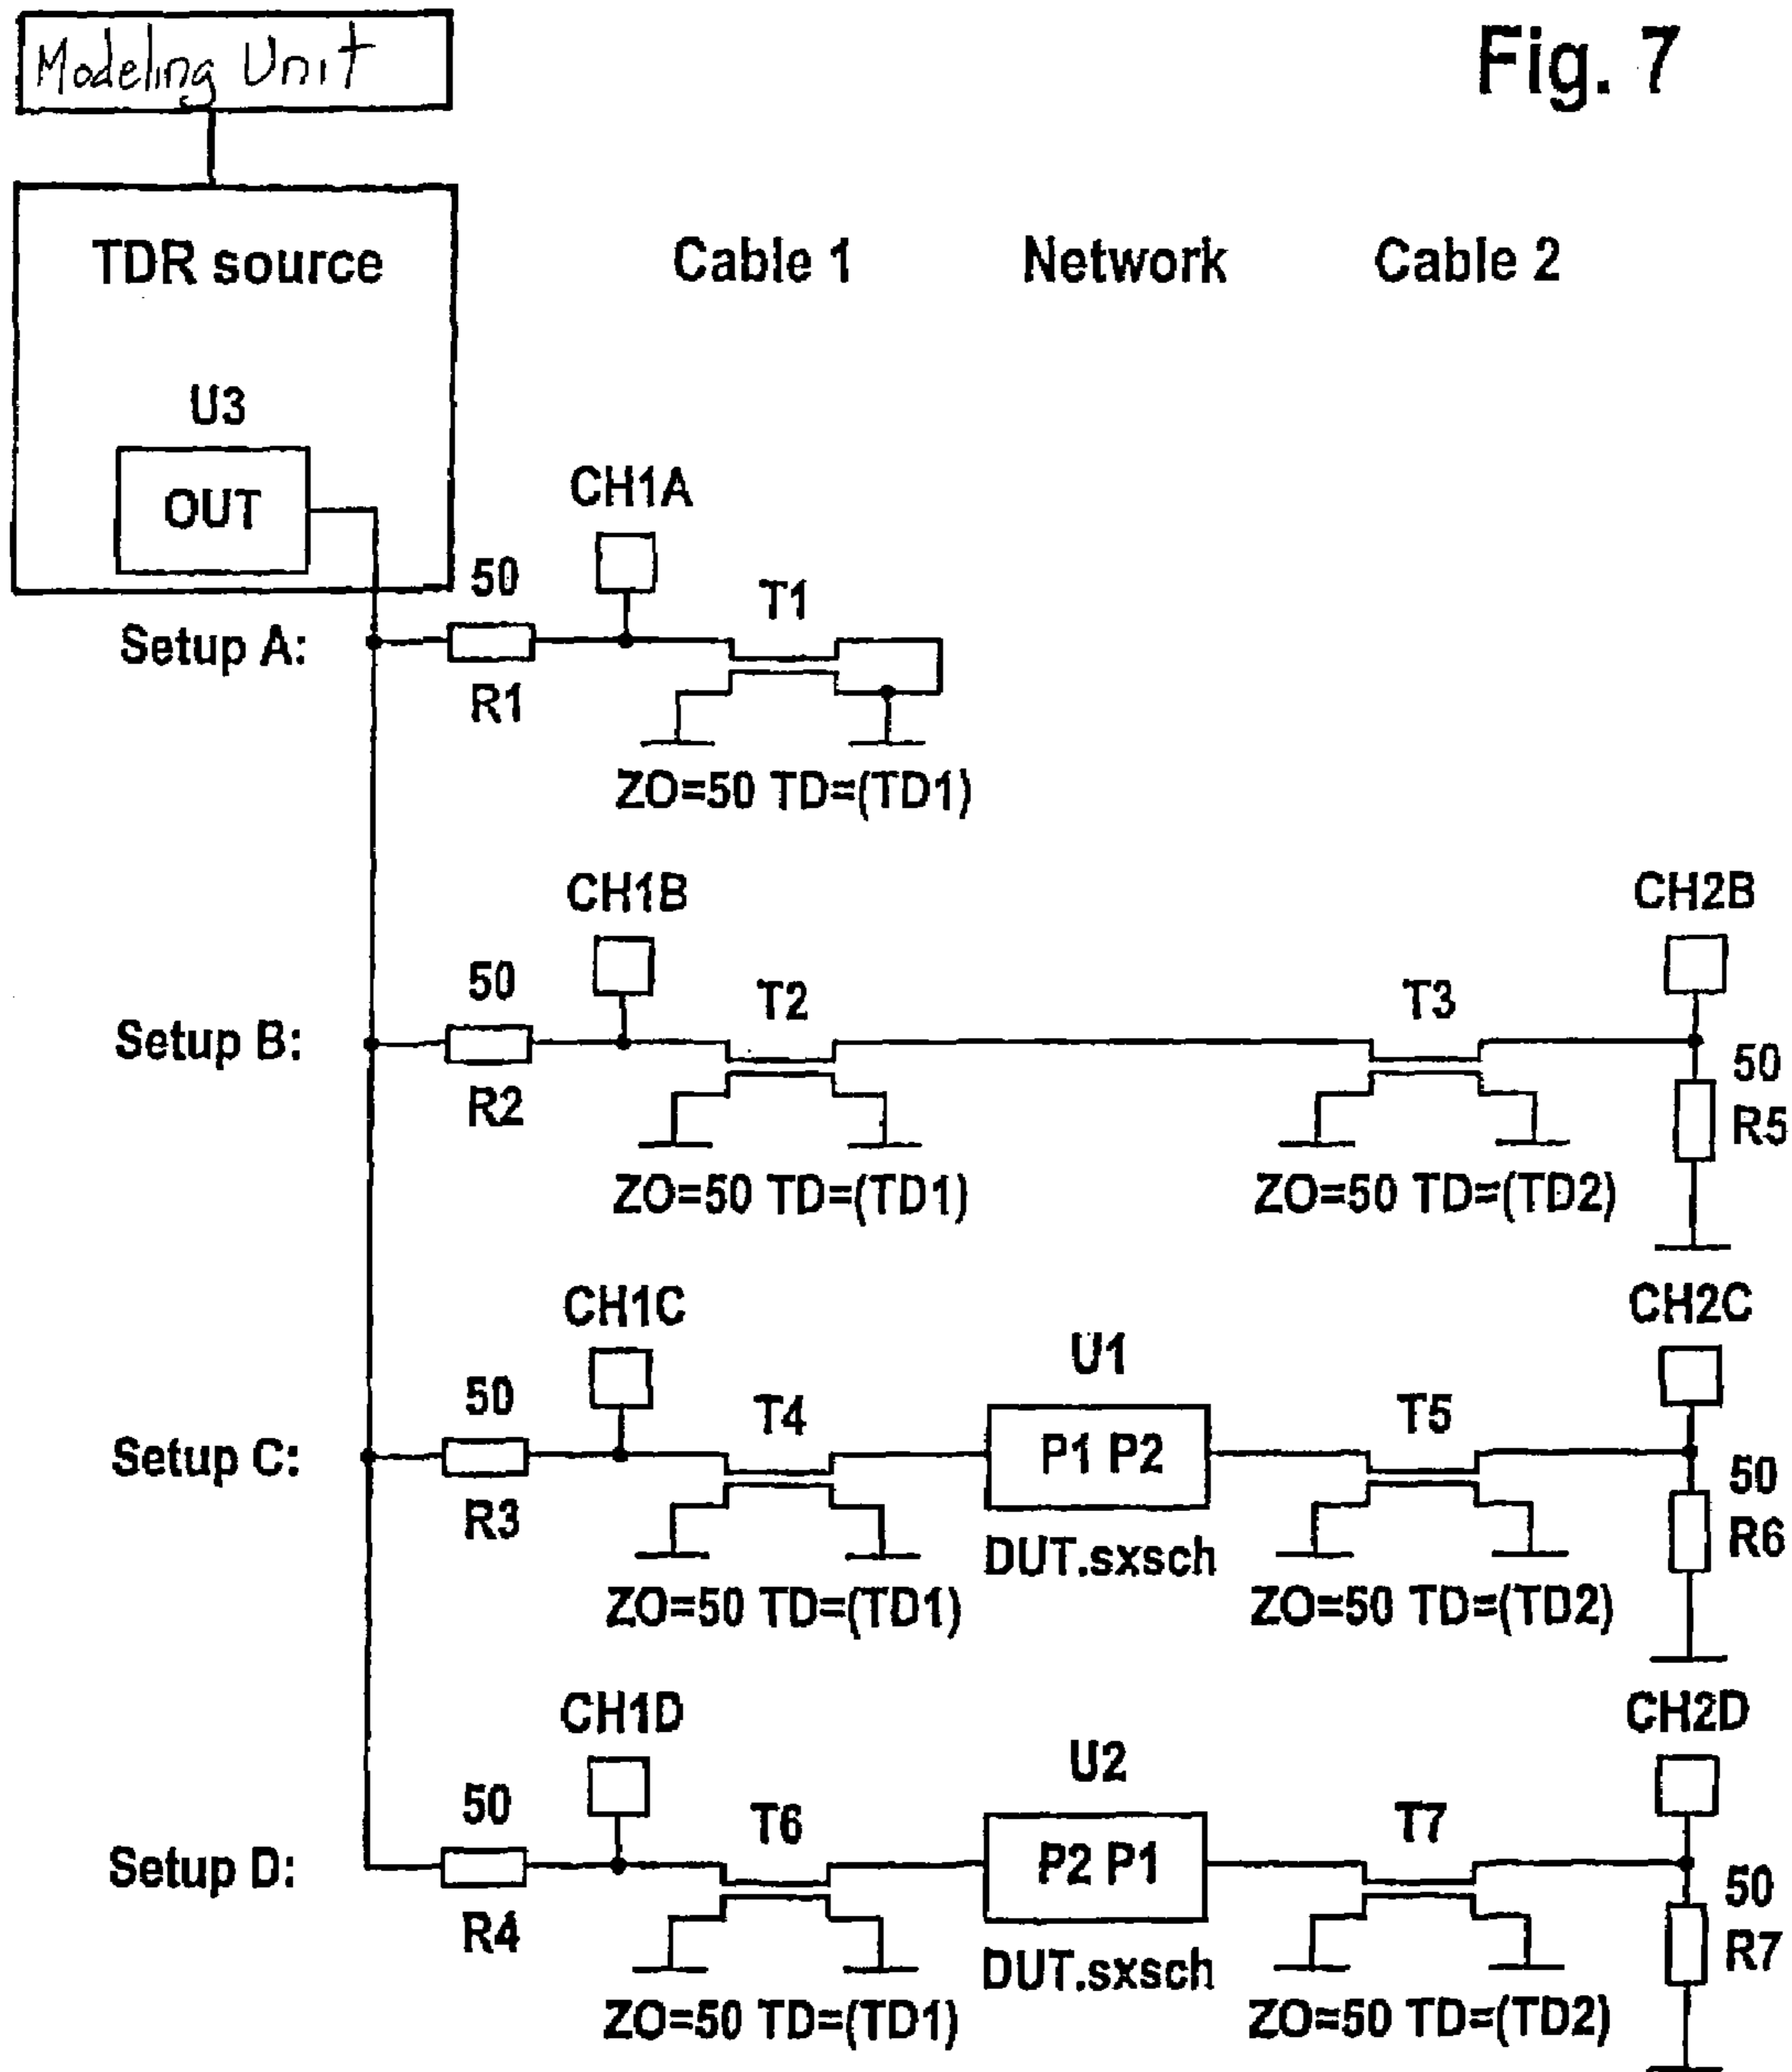 Modeling Unit
Fig. 7
TDR source
Cable 1
Network
Cable 2
U3
OUT
CH1A
50
T1
Setup A:
R1
ZO=50 TD=(TD1)
CH1B
CH2B
50
T2
T3
Setup B:
50
R2
R5
ZO=50 TD=(TD1)
ZO=50 TD=(TD2)
CH1C
CH2C
U1
50
T4
T5
Setup C:
P1 P2
50
R3
R6
DUT.sxsch
ZO=50 TD=(TD1)
ZO=50 TD=(TD2)
CH1D
CH2D
U2
50
T6
T7
Setup D:
P2 P1
50
R4
R7
DUT.sxsch
ZO=50 TD=(TD1)
ZO=50 TD=(TD2)